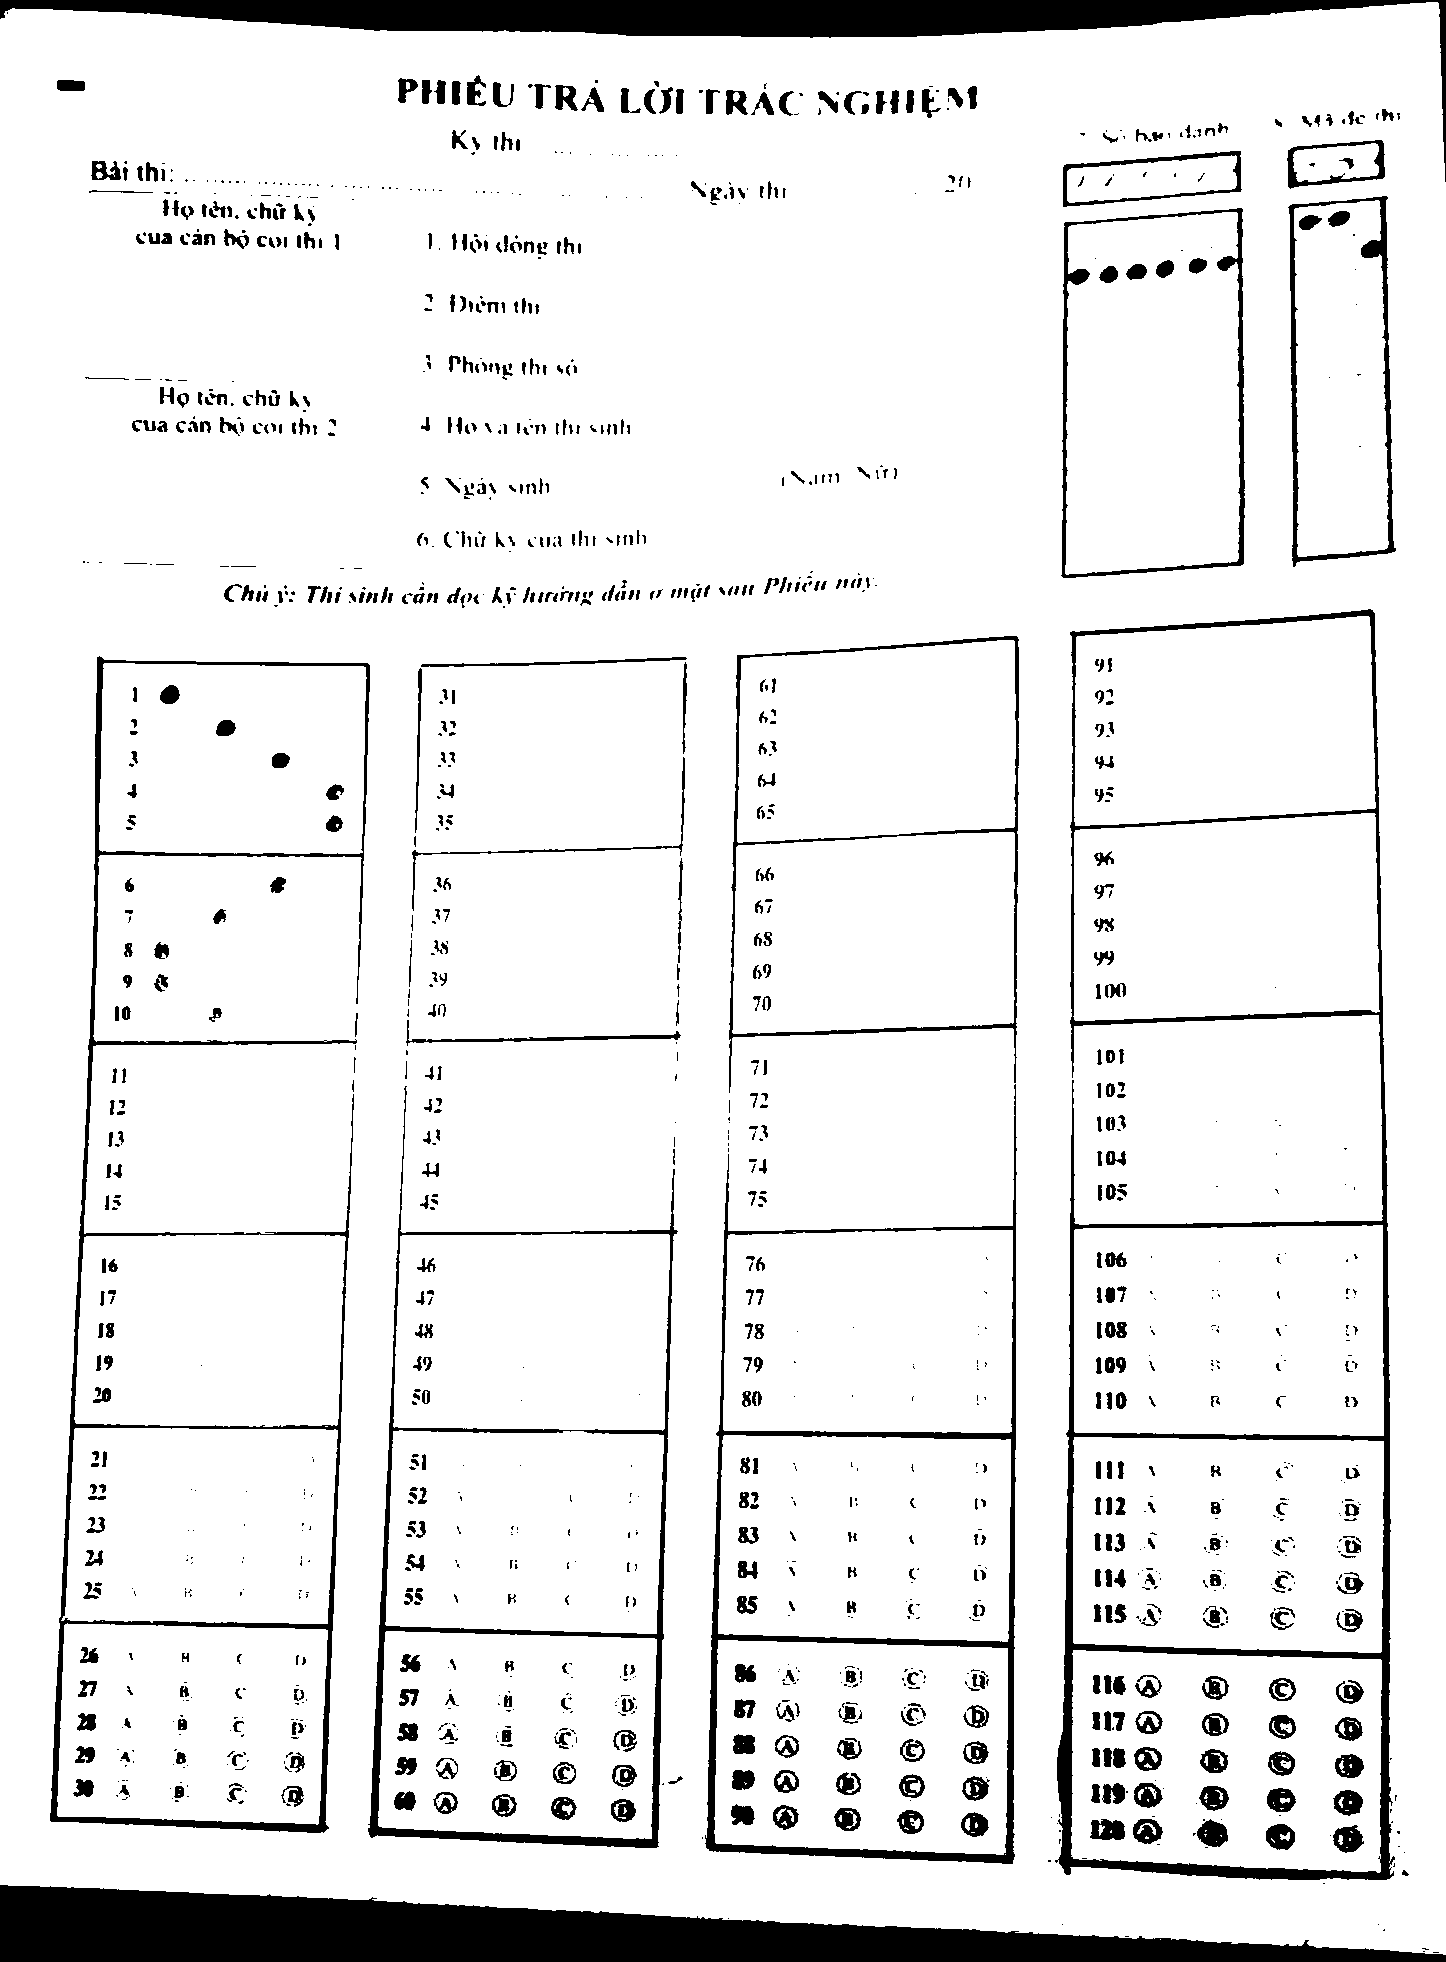 PHIẾU TRẢ LỜI TRẮC NGHIỆM
Kỳ thi
Bài thi: Ngày thi 20
7. Số báo danh 8. Mã đề thi
Họ tên, chữ ký
của cán bộ coi thi 1
1. Hội đồng thi
2 Điểm thi
3 Phòng thi số
Họ tên, chữ ký
của cán bộ coi thi 2
4 Họ và tên thí sinh
5 Ngày sinh (Nam Nữ)
6. Chữ ký của thí sinh
Chú ý: Thí sinh cần đọc kỹ hướng dẫn ở mặt sau Phiếu này.
1
2
3
4
5
6
7
8
9
10 B
11
12
13
14
15
16
17
18
19
20
21
22
23
24 B C D
25 A B C D
26 A B C D
27 A B C D
28 A B C D
29 A B C D
30 A B C D
31
32
33
34
35
36
37
38
39
40
41
42
43
44
45
46
47
48
49
50
51
52
53 A B C D
54 A B C D
55 A B C D
56 A B C D
57 A B C D
58 A B C D
59 A B C D
60 A B C D
61
62
63
64
65
66
67
68
69
70
71
72
73
74
75
76
77
78
79 D
80 D
81 A B C D
82 A B C D
83 A B C D
84 A B C D
85 A B C D
86 A B C D
87 A B C D
88 A B C D
89 A B C D
90 A B C D
91
92
93
94
95
96
97
98
99
100
101
102
103
104
105
106
107 A B C D
108 A B C D
109 A B C D
110 A B C D
111 A B C D
112 A B C D
113 A B C D
114 A B C D
115 A B C D
116 A B C D
117 A B C D
118 A B C D
119 A B C D
120 A B C D